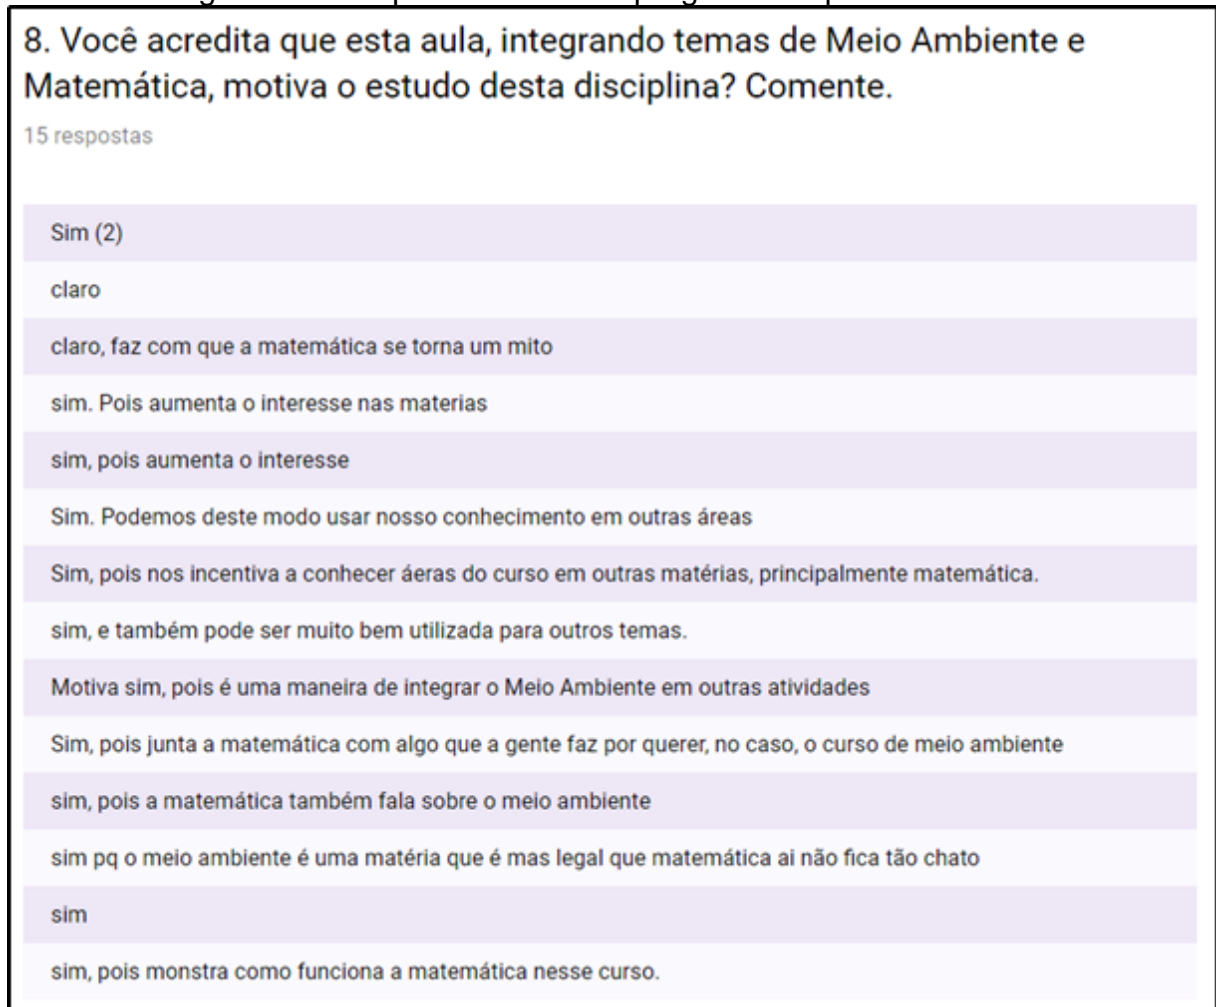 8. Você acredita que esta aula, integrando temas de Meio Ambiente e
Matemática, motiva o estudo desta disciplina? Comente.
15 respostas
Sim (2)
claro
claro, faz com que a matemática se torna um mito
sim. Pois aumenta o interesse nas materias
sim, pois aumenta o interesse
Sim. Podemos deste modo usar nosso conhecimento em outras áreas
Sim, pois nos incentiva a conhecer áeras do curso em outras matérias, principalmente matemática.
sim, e também pode ser muito bem utilizada para outros temas.
Motiva sim, pois é uma maneira de integrar o Meio Ambiente em outras atividades
Sim, pois junta a matemática com algo que a gente faz por querer, no caso, o curso de meio ambiente
sim, pois a matemática também fala sobre o meio ambiente
sim pq o meio ambiente é uma matéria que é mas legal que matemática ai não fica tão chato
sim
sim, pois monstra como funciona a matemática nesse curso.